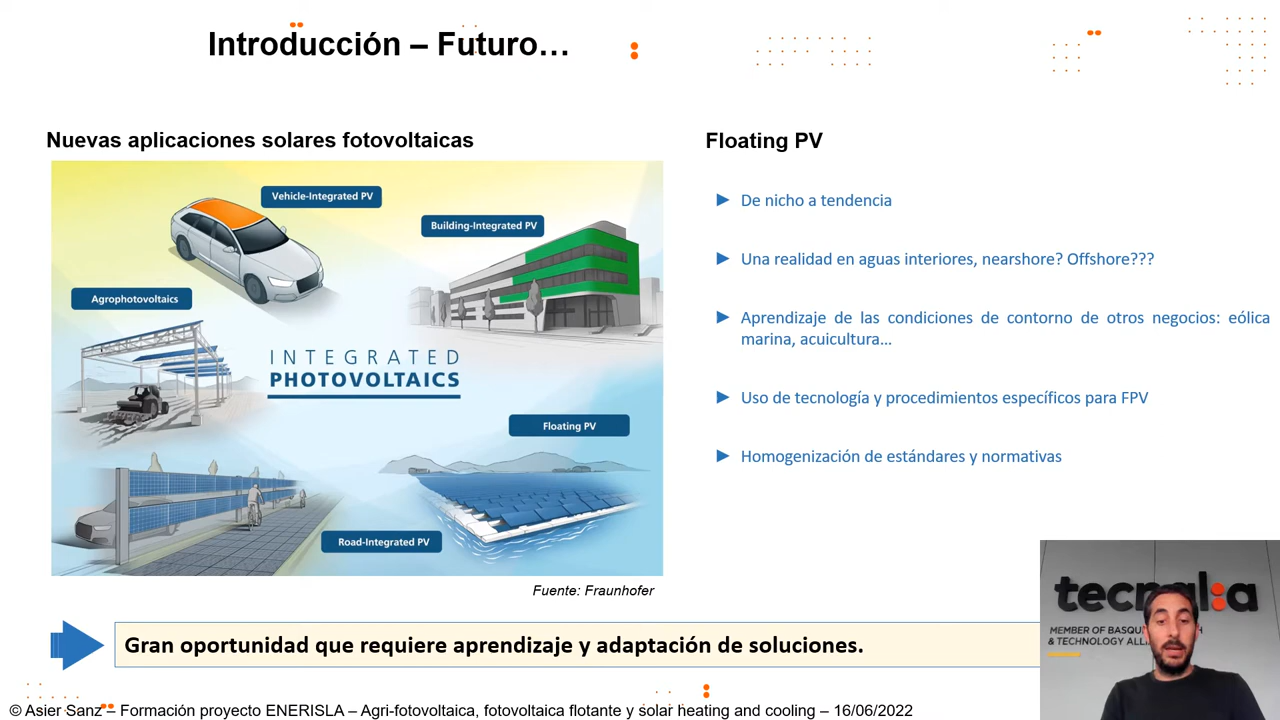 Introducción – Futuro…
Nuevas aplicaciones solares fotovoltaicas
Vehicle-Integrated PV
Building-Integrated PV
Agrophotovoltaics
INTEGRATED
PHOTOVOLTAICS
Floating PV
Road-Integrated PV
Fuente: Fraunhofer
Floating PV
De nicho a tendencia
Una realidad en aguas interiores, nearshore? Offshore???
Aprendizaje de las condiciones de contorno de otros negocios: eólica
marina, acuicultura…
Uso de tecnología y procedimientos específicos para FPV
Homogenización de estándares y normativas
Gran oportunidad que requiere aprendizaje y adaptación de soluciones.
tecnalia
MEMBER OF
& TECHNOLOGY
© Asier Sanz – Formación proyecto ENERISLA – Agri-fotovoltaica, fotovoltaica flotante y solar heating and cooling – 16/06/2022